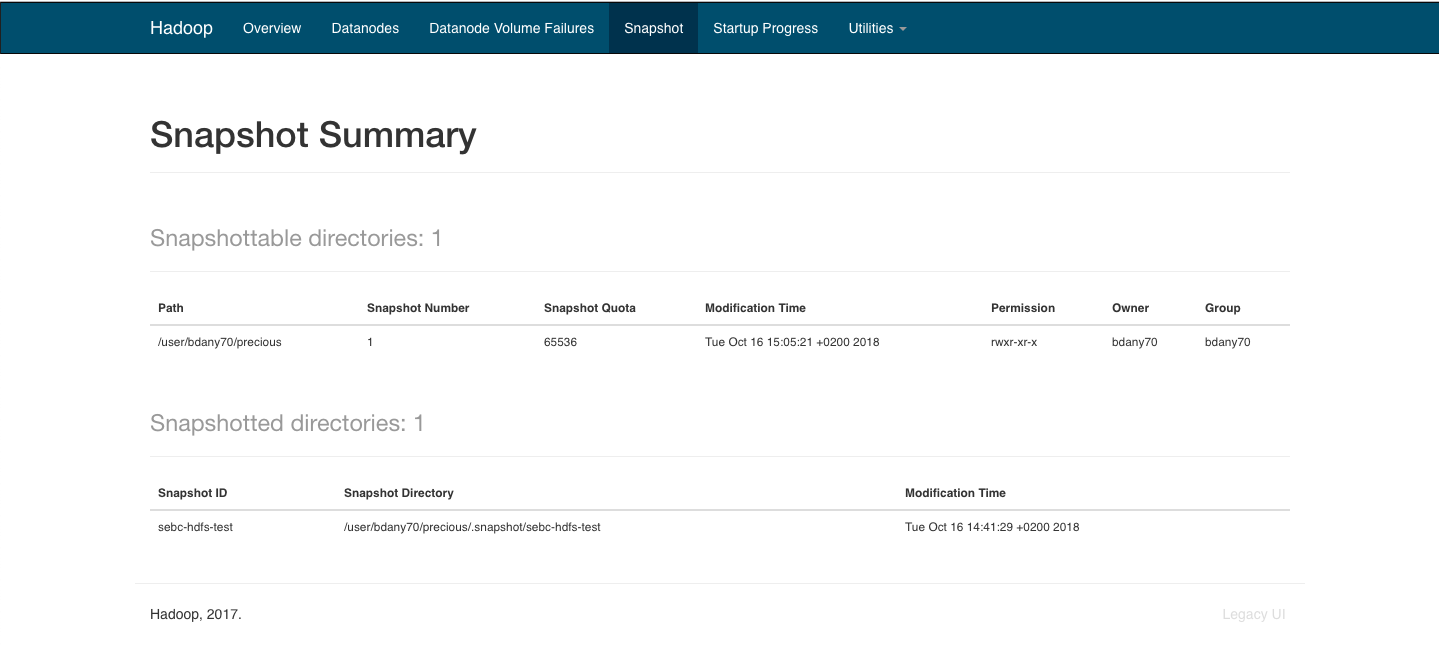 Hadoop Overview Datanodes Datanode Volume Failures Snapshot Startup Progress Utilities
Snapshot Summary
Snapshottable directories: 1
Path Snapshot Number Snapshot Quota Modification Time Permission Owner Group
/user/bdany70/precious 1 65536 Tue Oct 16 15:05:21 +0200 2018 rwxr-xr-x bdany70 bdany70
Snapshotted directories: 1
Snapshot ID Snapshot Directory Modification Time
sebc-hdfs-test /user/bdany70/precious/.snapshot/sebc-hdfs-test Tue Oct 16 14:41:29 +0200 2018
Hadoop, 2017. Legacy UI